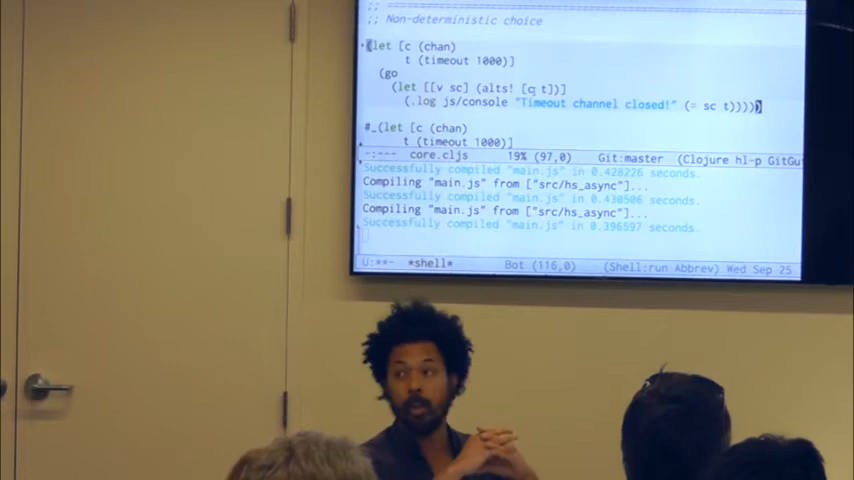 ;; ================================================
;; Non-deterministic choice
(let [c (chan)
t (timeout 1000)]
(go
(let [[v sc] (alts! [c t])]
(.log js/console "Timeout channel closed!" (= sc t)))))
#_(let [c (chan)
t (timeout 1000)]
-:--- core.cljs 19% (97,0) Git:master (Clojure hl-p GitGu
Successfully compiled "main.js" in 0.428226 seconds.
Compiling "main.js" from ["src/hs_async"]...
Successfully compiled "main.js" in 0.430506 seconds.
Compiling "main.js" from ["src/hs_async"]...
Successfully compiled "main.js" in 0.396597 seconds.
U:**- *shell* Bot (116,0) (Shell:run Abbrev) Wed Sep 25